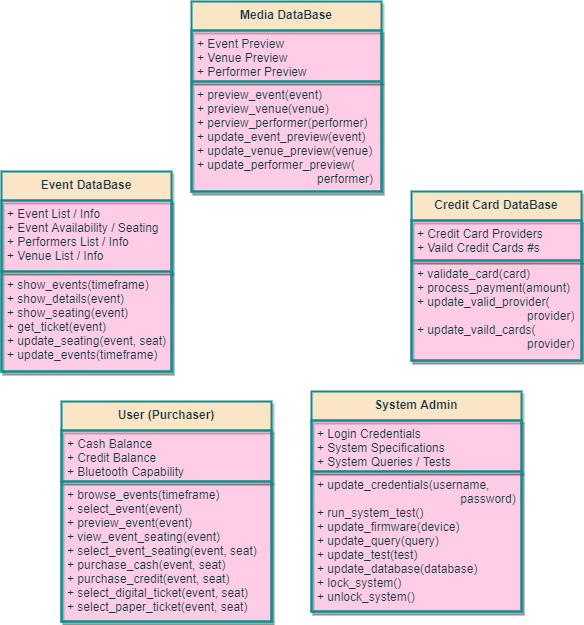 Media DataBase
+ Event Preview
+ Venue Preview
+ Performer Preview
+ preview_event(event)
+ preview_venue(venue)
+ perview_performer(performer)
+ update_event_preview(event)
+ update_venue_preview(venue)
+ update_performer_preview(
performer)
Event DataBase
+ Event List / Info
+ Event Availability / Seating
+ Performers List / Info
+ Venue List / Info
+ show_events(timeframe)
+ show_details(event)
+ show_seating(event)
+ get_ticket(event)
+ update_seating(event, seat)
+ update_events(timeframe)
Credit Card DataBase
+ Credit Card Providers
+ Vaild Credit Cards #s
+ validate_card(card)
+ process_payment(amount)
+ update_valid_provider(
provider)
+ update_vaild_cards(
provider)
User (Purchaser)
+ Cash Balance
+ Credit Balance
+ Bluetooth Capability
+ browse_events(timeframe)
+ select_event(event)
+ preview_event(event)
+ view_event_seating(event)
+ select_event_seating(event, seat)
+ purchase_cash(event, seat)
+ purchase_credit(event, seat)
+ select_digital_ticket(event, seat)
+ select_paper_ticket(event, seat)
System Admin
+ Login Credentials
+ System Specifications
+ System Queries / Tests
+ update_credentials(username,
password)
+ run_system_test()
+ update_firmware(device)
+ update_query(query)
+ update_test(test)
+ update_database(database)
+ lock_system()
+ unlock_system()